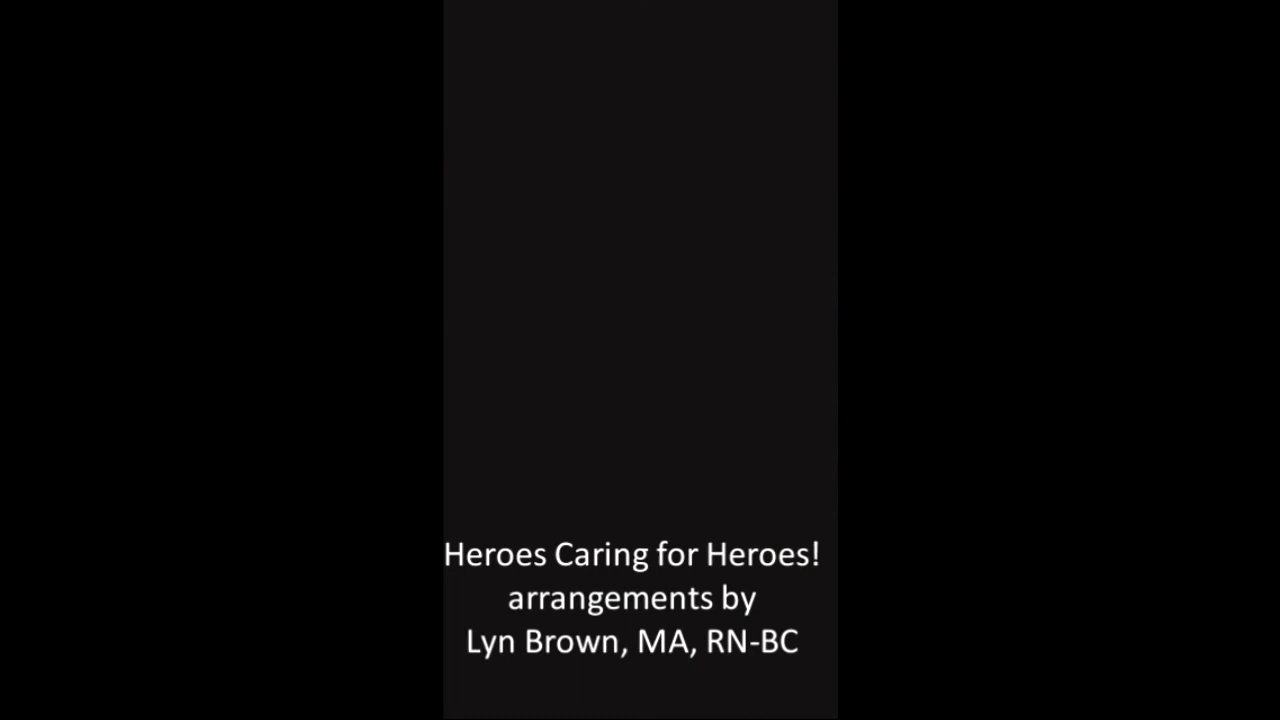 Heroes Caring for Heroes!
arrangements by
Lyn Brown, MA, RN-BC